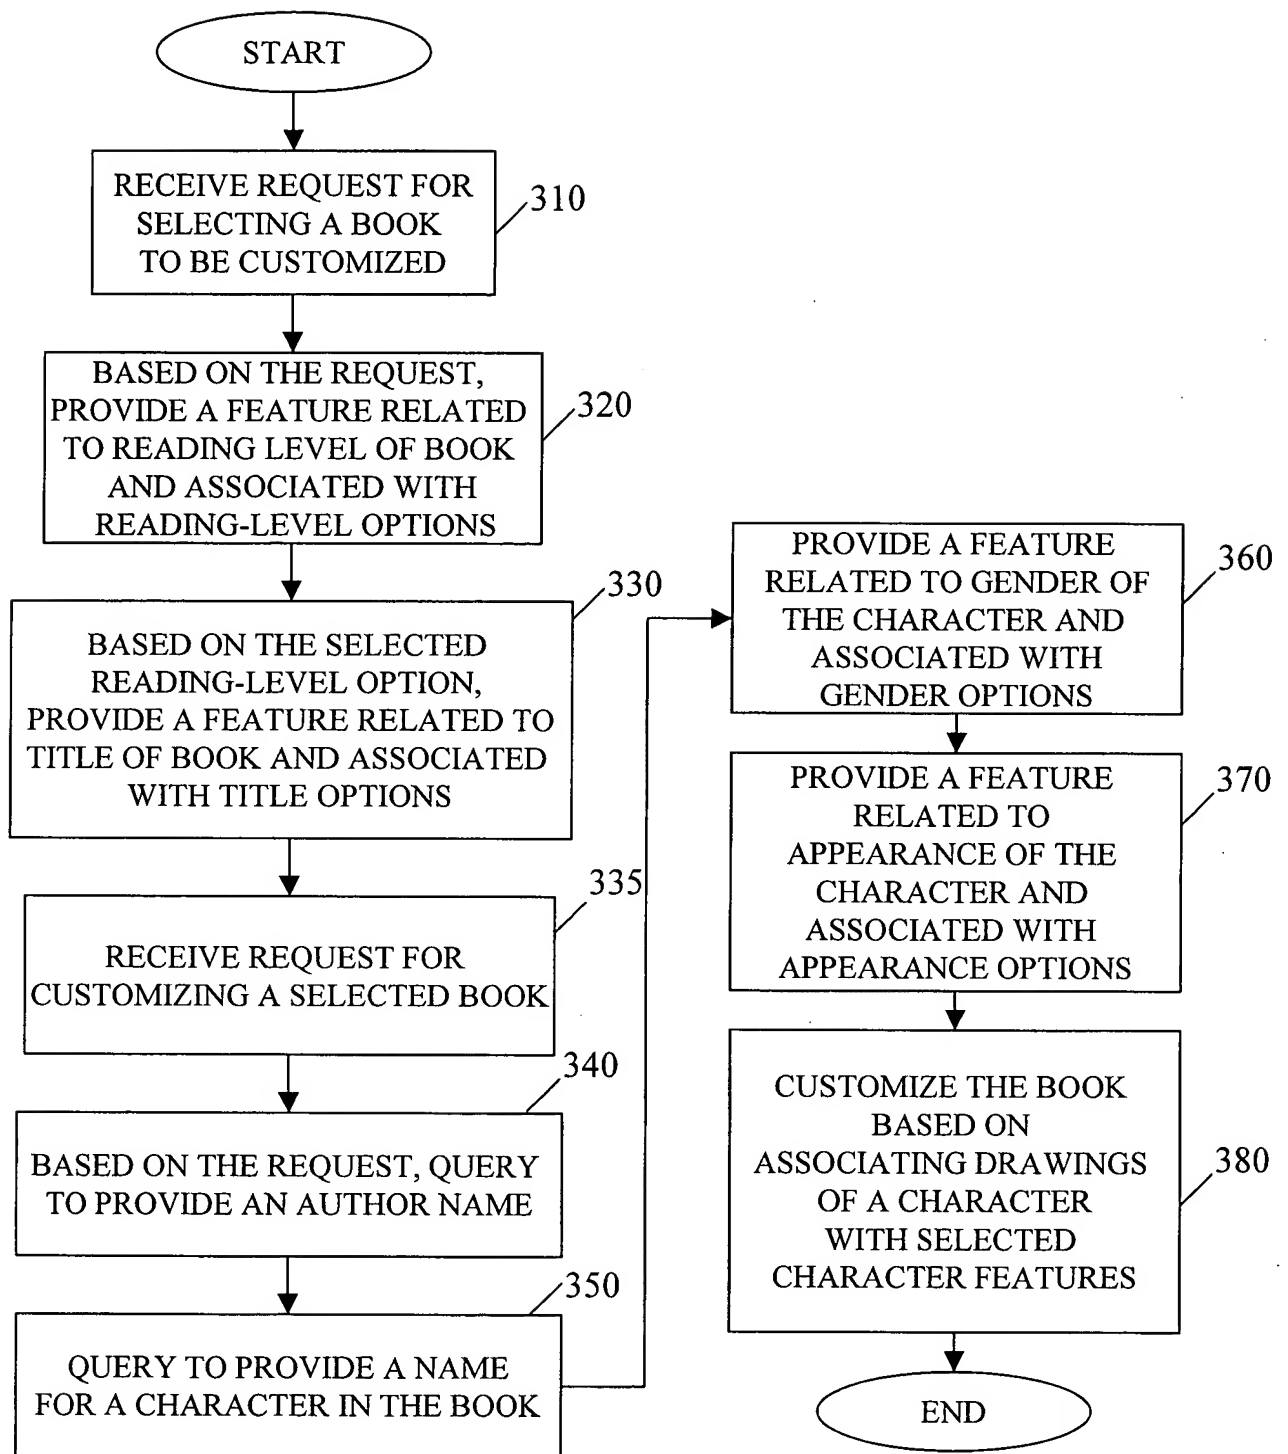 START
RECEIVE REQUEST FOR
SELECTING A BOOK
TO BE CUSTOMIZED
310
BASED ON THE REQUEST,
PROVIDE A FEATURE RELATED
TO READING LEVEL OF BOOK
AND ASSOCIATED WITH
READING-LEVEL OPTIONS
320
BASED ON THE SELECTED
READING-LEVEL OPTION,
PROVIDE A FEATURE RELATED TO
TITLE OF BOOK AND ASSOCIATED
WITH TITLE OPTIONS
330
RECEIVE REQUEST FOR
CUSTOMIZING A SELECTED BOOK
335
BASED ON THE REQUEST, QUERY
TO PROVIDE AN AUTHOR NAME
340
QUERY TO PROVIDE A NAME
FOR A CHARACTER IN THE BOOK
350
PROVIDE A FEATURE
RELATED TO GENDER OF
THE CHARACTER AND
ASSOCIATED WITH
GENDER OPTIONS
360
PROVIDE A FEATURE
RELATED TO
APPEARANCE OF THE
CHARACTER AND
ASSOCIATED WITH
APPEARANCE OPTIONS
370
CUSTOMIZE THE BOOK
BASED ON
ASSOCIATING DRAWINGS
OF A CHARACTER
WITH SELECTED
CHARACTER FEATURES
380
END